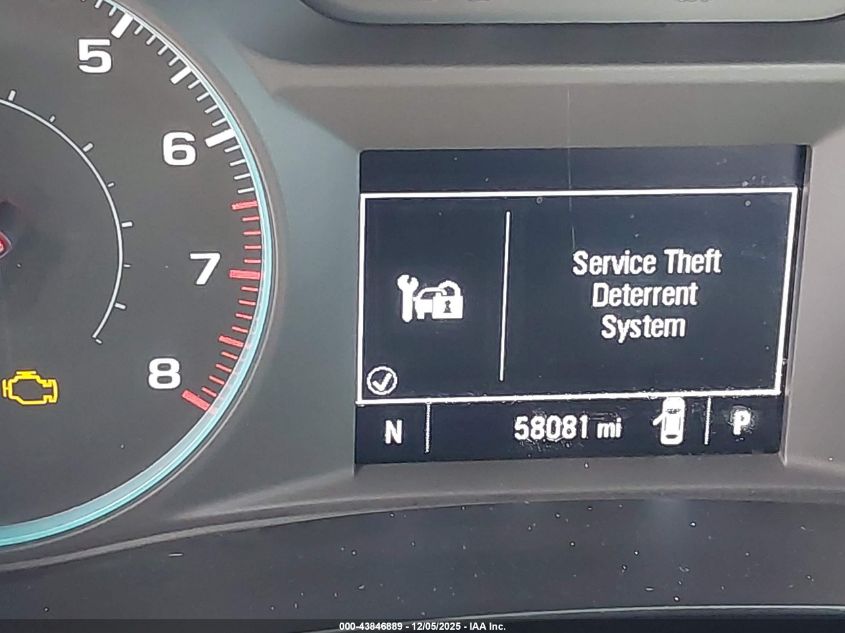 5
6
7
8
Service Theft
Deterrent
System
N
58081 mi
P
000-43846889 - 12/05/2025 - IAA Inc.